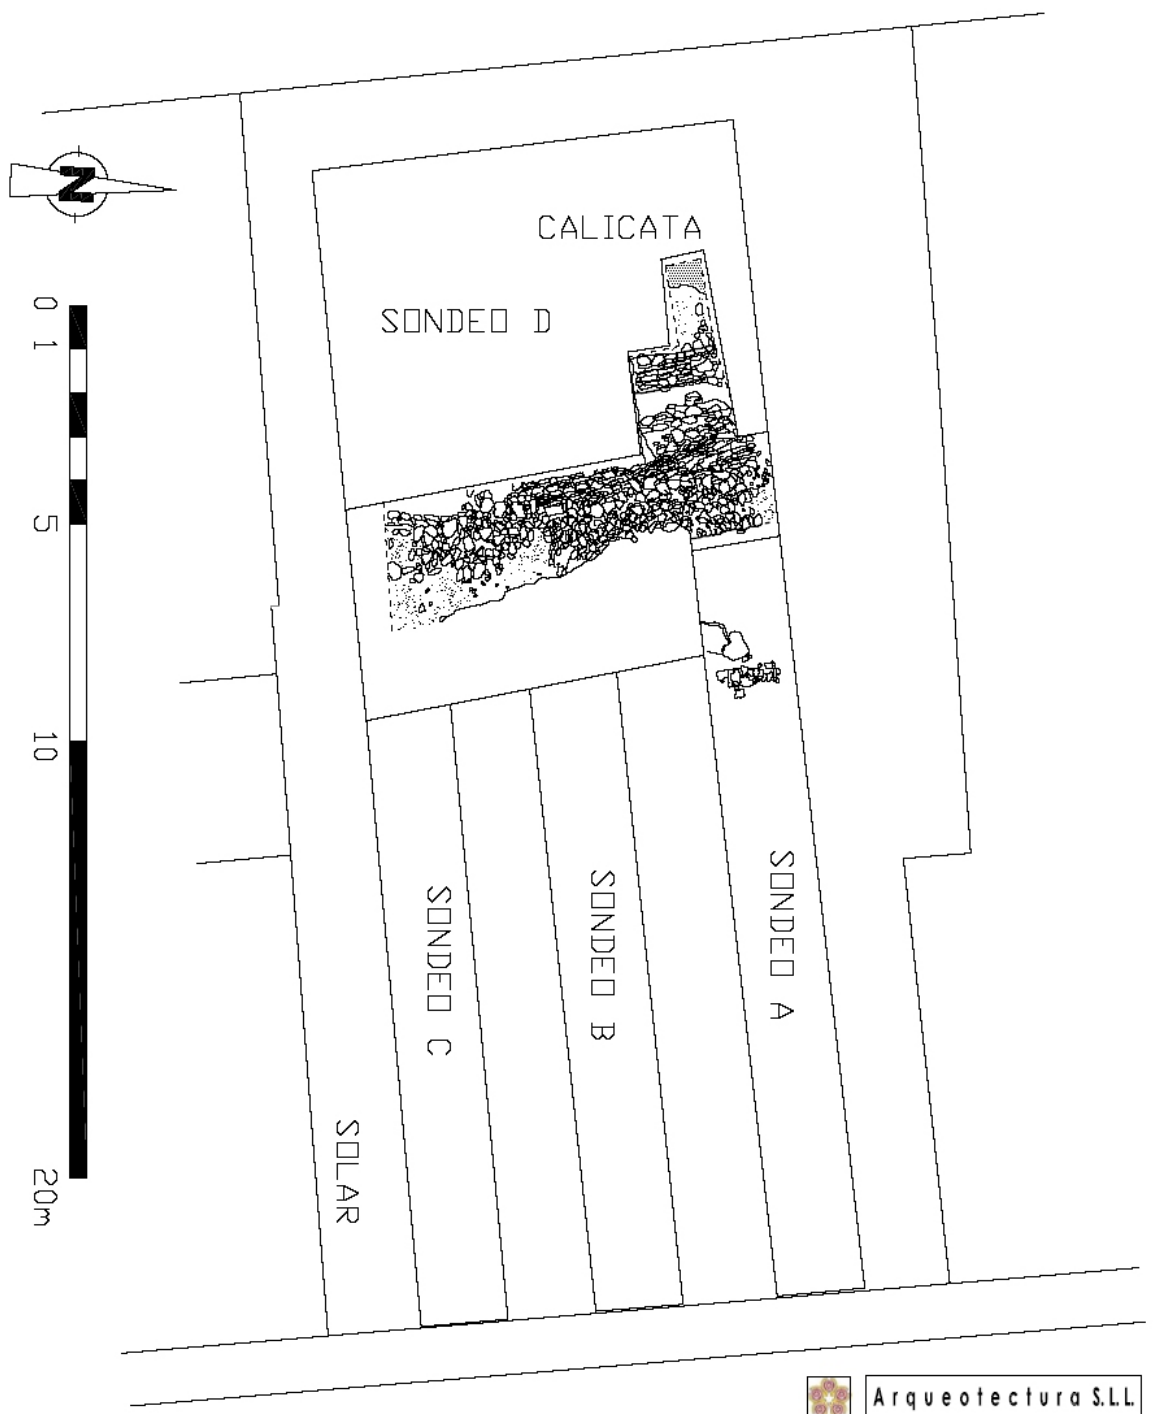 N
CALICATA
SONDEO D
0
1
5
10
20m
SONDEO A
SONDEO B
SONDEO C
SOLAR
Arqueotectura S.L.L.